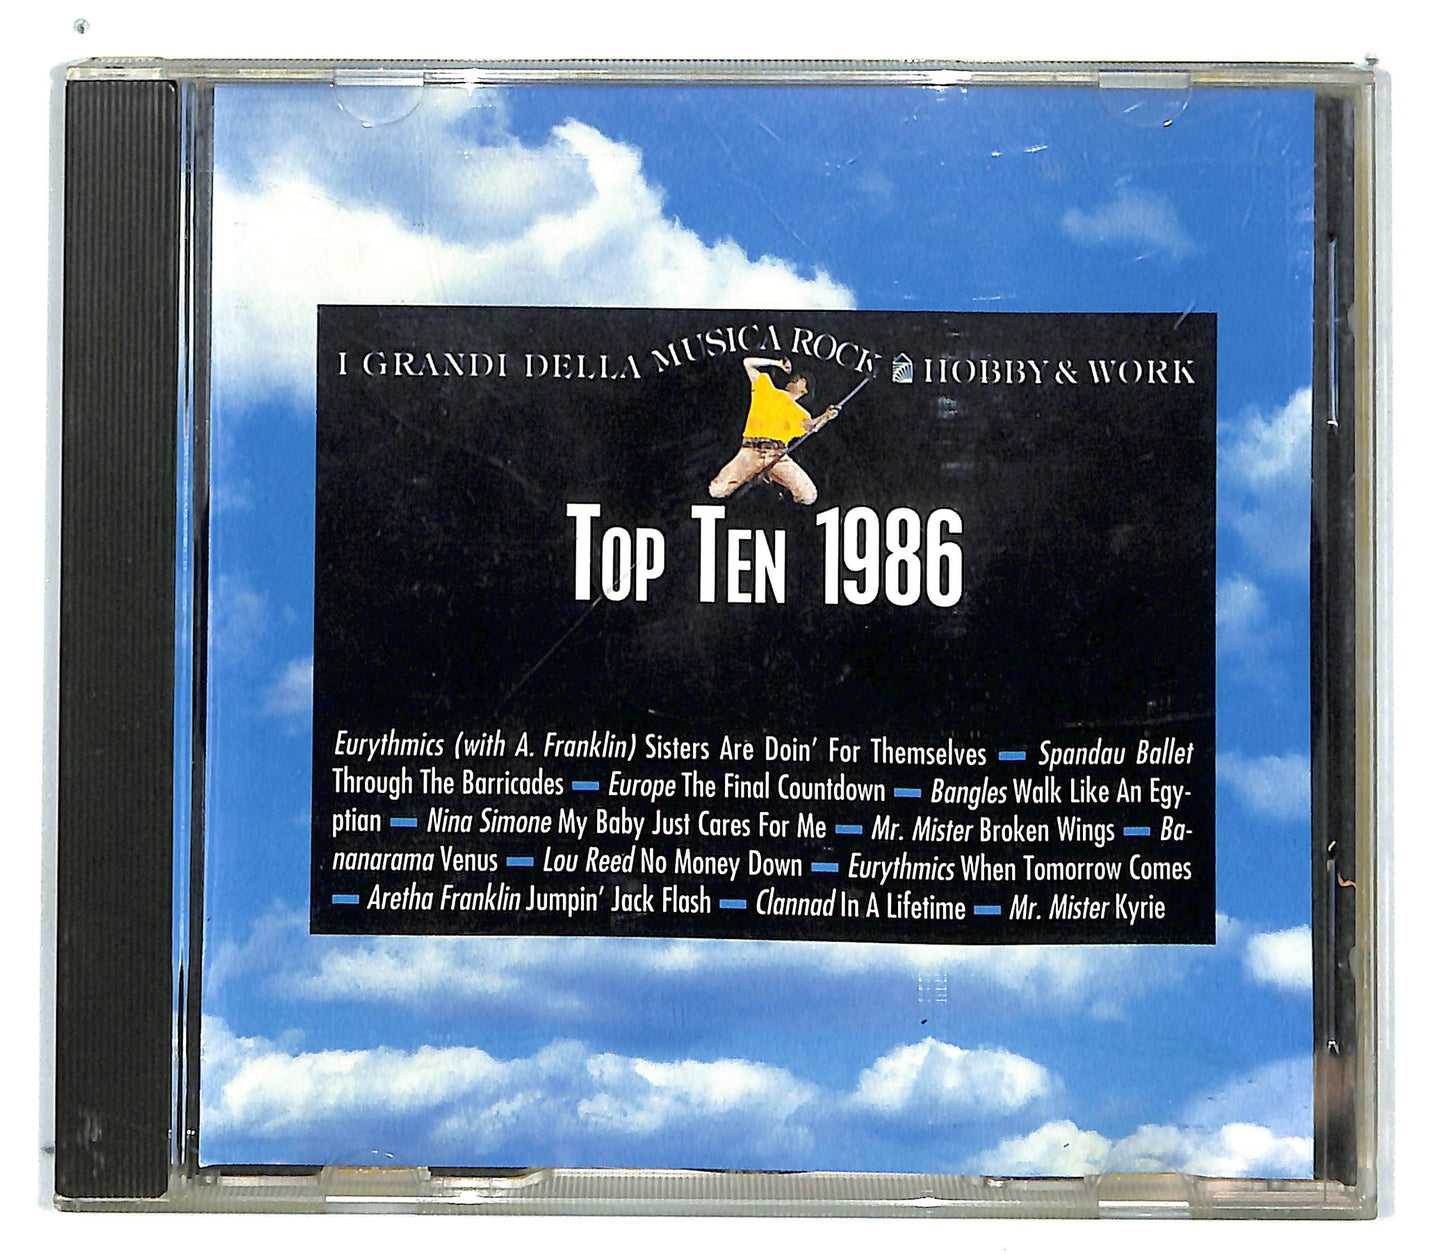 I GRANDI DELLA MUSICA ROCK HOBBY & WORK
TOP TEN 1986
Eurythmics (with A. Franklin) Sisters Are Doin' For Themselves – Spandau Ballet
Through The Barricades – Europe The Final Countdown – Bangles Walk Like An Egy-
ptian – Nina Simone My Baby Just Cares For Me – Mr. Mister Broken Wings – Ba-
nanarama Venus – Lou Reed No Money Down – Eurythmics When Tomorrow Comes
– Aretha Franklin Jumpin' Jack Flash – Clannad In A Lifetime – Mr. Mister Kyrie